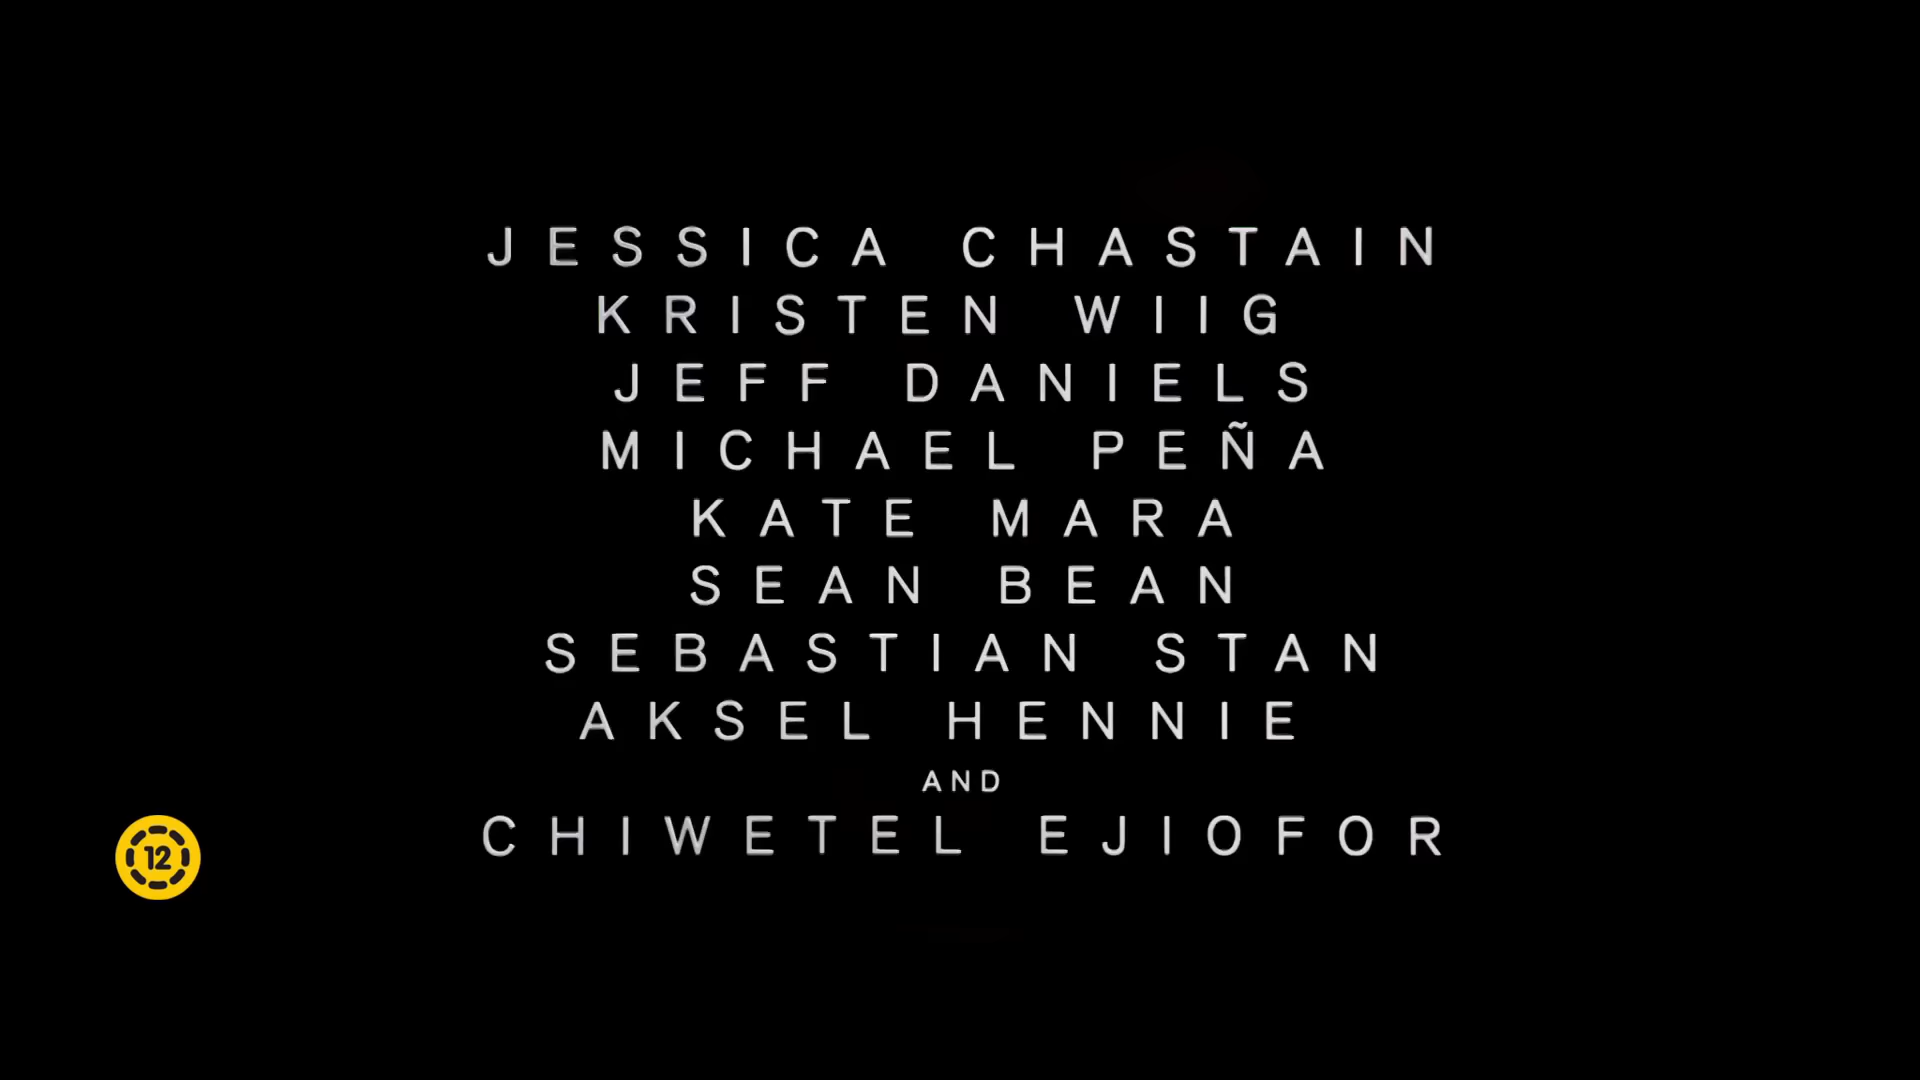 JESSICA CHASTAIN
KRISTEN WIIG
JEFF DANIELS
MICHAEL PEÑA
KATE MARA
SEAN BEAN
SEBASTIAN STAN
AKSEL HENNIE
AND
CHIWETEL EJIOFOR
12